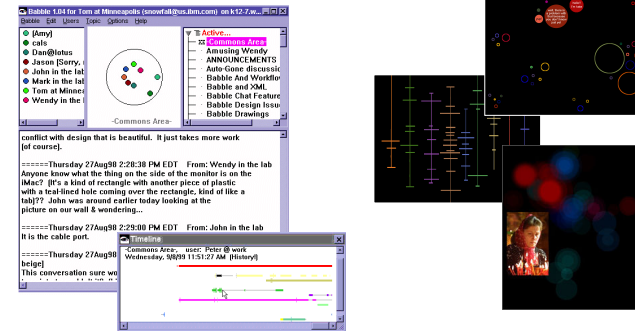 Babble 1.04 for Tom at Minneapolis (snowfall@us.ibm.com) on k12-7.w...
Edit Users Topics Options Help
(Amy)
cals
Dan@lotus
Jason [Sorry,
John in the lab
Mark in the lab
Tom at Minnea
Wendy in the l
-Commons Area-
Active...
-Commons Area-
Amusing Wendy
ANNOUNCEMENTS
Auto-Gone discussio
Babble And Workflow
Babble and XML
Babble Chat Feature
Babble Design Issue
Babble Drawings
conflict with design that is beautiful. It just takes more work
(of course).
======Thursday 27Aug98 2:28:38 PM EDT From: Wendy in the lab
Anyone know what the thing on the side of the monitor is on the
iMac? [It's a kind of rectangle with another piece of plastic
with a teal-lined hole coming over the rectangle, kind of like a
tab]?? John was around earlier today looking at the
picture on our wall & wondering...
======Thursday 27Aug98 2:29:00 PM EDT From: John in the lab
It is the cable port.
======Thursday 27Aug98
beige]
This conversation sure wo
Timeline
-Commons Area-, user: Peter @ work
Wednesday, 9/8/99 11:51:27 AM (History!)